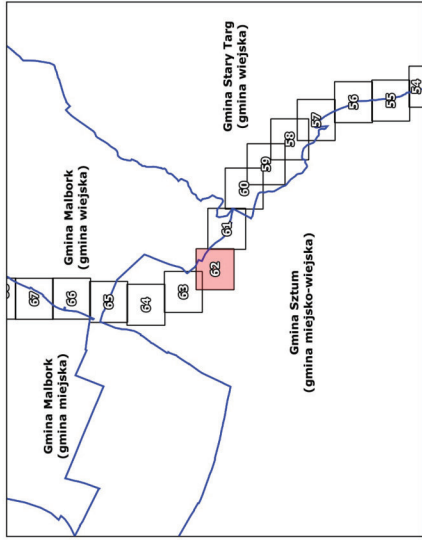 67
Gmina Malbork
(gmina miejska)
66
Gmina Malbork
(gmina wiejska)
65
64
63
62
61
Gmina Stary Targ
(gmina wiejska)
60
59
58
Gmina Sztum
(gmina miejsko-wiejska)
57
56
55
54